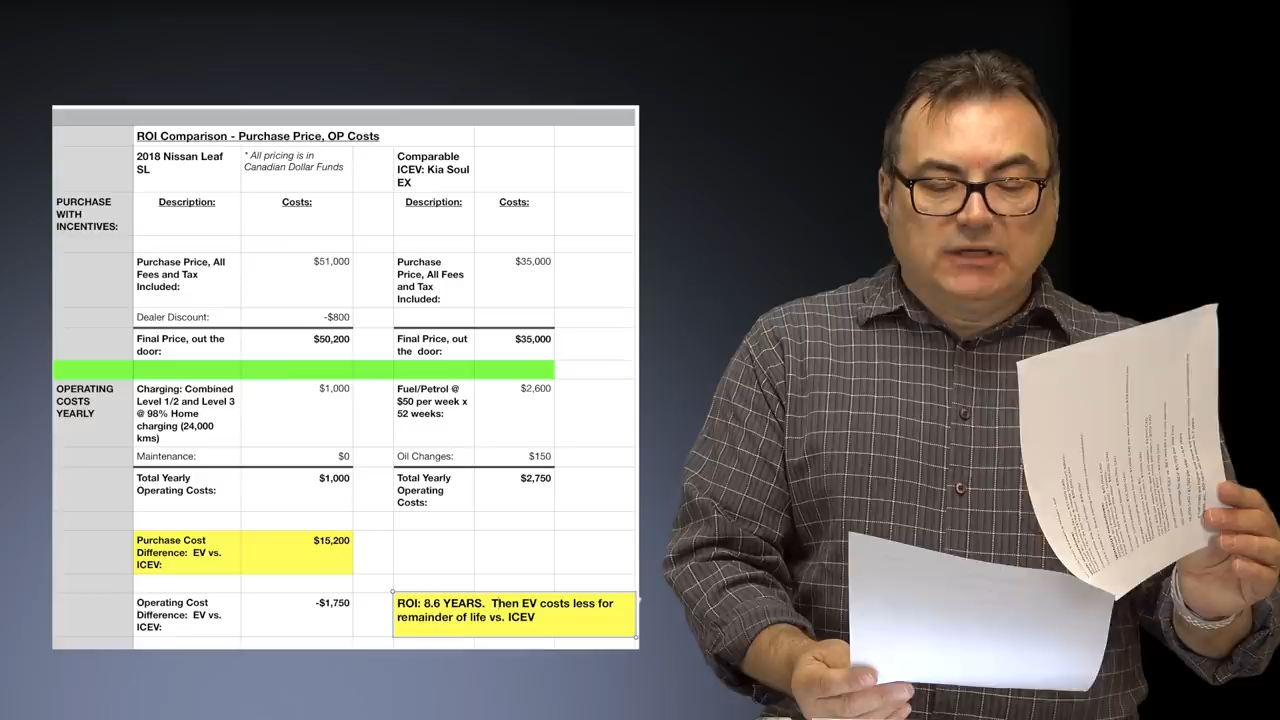 ROI Comparison - Purchase Price, OP Costs
2018 Nissan Leaf
SL
* All pricing is in
Canadian Dollar Funds
Comparable
ICEV: Kia Soul
EX
PURCHASE
WITH
INCENTIVES:
Description:
Costs:
Description:
Costs:
Purchase Price, All
Fees and Tax
Included:
$51,000
Purchase
Price, All Fees
and Tax
Included:
$35,000
Dealer Discount:
-$800
Final Price, out the
door:
$50,200
Final Price, out
the door:
$35,000
OPERATING
COSTS
YEARLY
Charging: Combined
Level 1/2 and Level 3
@ 98% Home
charging (24,000
kms)
$1,000
Fuel/Petrol @
$50 per week x
52 weeks:
$2,600
Maintenance:
$0
Oil Changes:
$150
Total Yearly
Operating Costs:
$1,000
Total Yearly
Operating
Costs:
$2,750
Purchase Cost
Difference: EV vs.
ICEV:
$15,200
Operating Cost
Difference: EV vs.
ICEV:
-$1,750
ROI: 8.6 YEARS. Then EV costs less for
remainder of life vs. ICEV